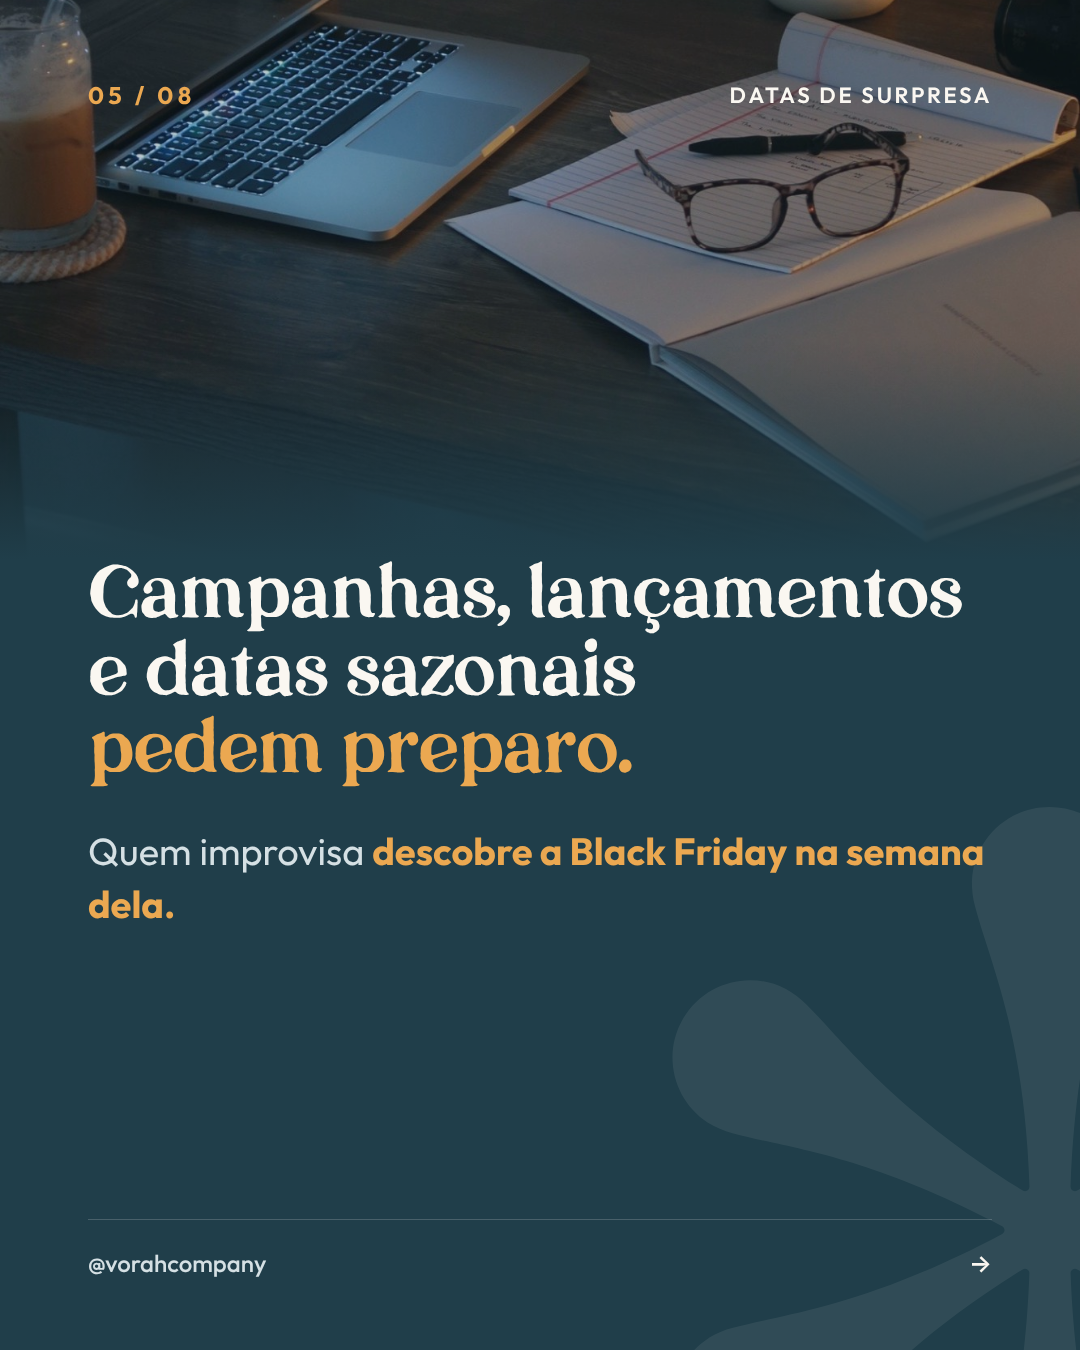 05 / 08
DATAS DE SURPRESA
Campanhas, lançamentos
e datas sazonais
pedem preparo.
Quem improvisa descobre a Black Friday na semana
dela.
@vorahcompany
→